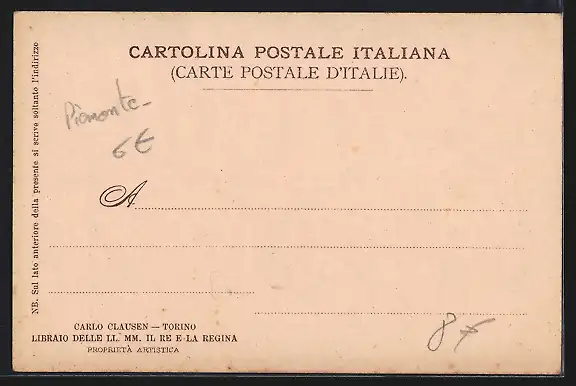 CARTOLINA POSTALE ITALIANA
(CARTE POSTALE D'ITALIE).
Piemonte
6€
A
NB. Sul lato anteriore della presente si scrive soltanto l'indirizzo
CARLO CLAUSEN — TORINO
LIBRAIO DELLE LL. MM. IL RE E LA REGINA
PROPRIETÀ ARTISTICA
8